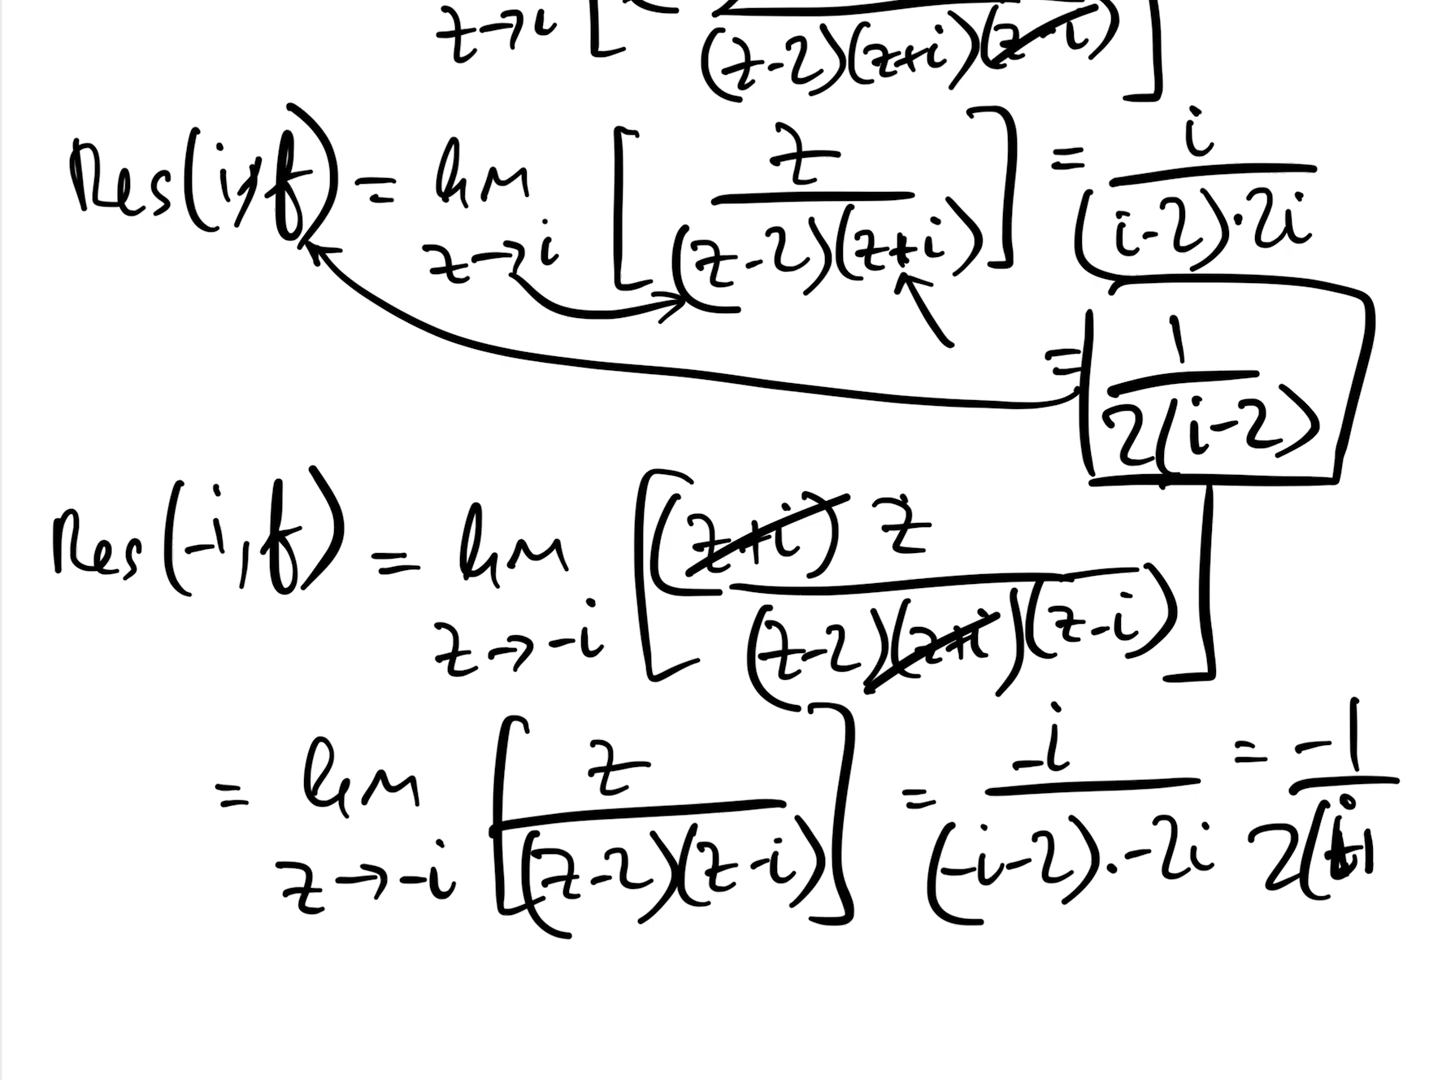 z→i [ (z-2)(z+i)(z-i) ]
Res(i,f) = lim z→i [ z / (z-2)(z+i) ] = i / (i-2)·2i
= 1 / 2(i-2)
Res(-i,f) = lim z→-i [ (z+i) z / (z-2)(z+i)(z-i) ]
= lim z→-i [ z / (z-2)(z-i) ] = -i / (-i-2)·-2i = -1 / 2(i+